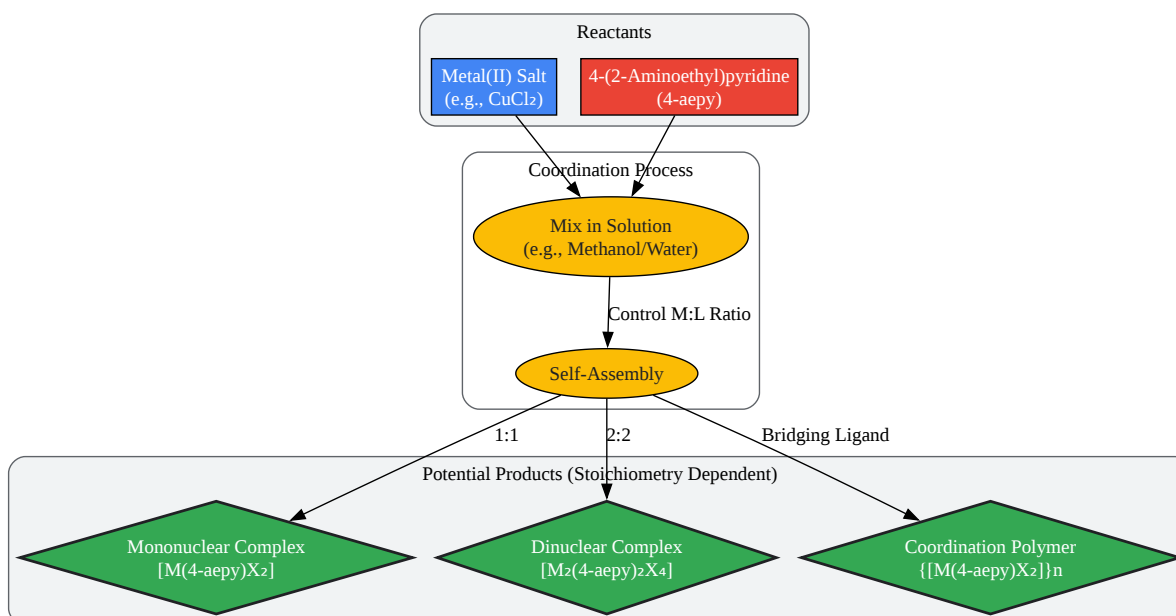 Reactants
Metal(II) Salt
(e.g., CuCl₂)
4-(2-Aminoethyl)pyridine
(4-aepy)
Coordination Process
Mix in Solution
(e.g., Methanol/Water)
Control M:L Ratio
Self-Assembly
1:1
2:2
Bridging Ligand
Potential Products (Stoichiometry Dependent)
Mononuclear Complex
[M(4-aepy)X₂]
Dinuclear Complex
[M₂(4-aepy)₂X₄]
Coordination Polymer
{[M(4-aepy)X₂]}n